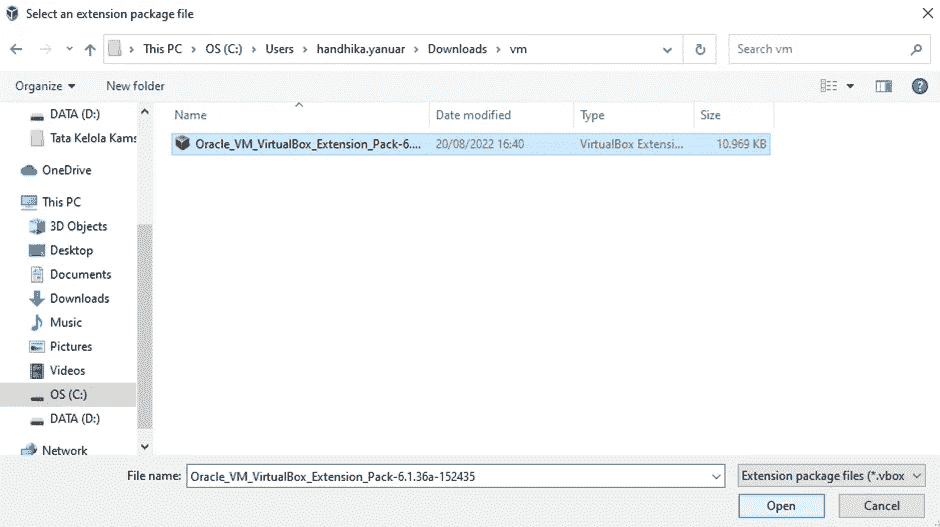 Select an extension package file
This PC > OS (C:) > Users > handhika.yanuar > Downloads > vm
Search vm
Organize
New folder
Name
Date modified
Type
Size
DATA (D:)
Tata Kelola Kams
OneDrive
This PC
3D Objects
Desktop
Documents
Downloads
Music
Pictures
Videos
OS (C:)
DATA (D:)
Network
Oracle_VM_VirtualBox_Extension_Pack-6....
20/08/2022 16:40
VirtualBox Extensi...
10.969 KB
File name:
Oracle_VM_VirtualBox_Extension_Pack-6.1.36a-152435
Extension package files (*.vbox
Open
Cancel